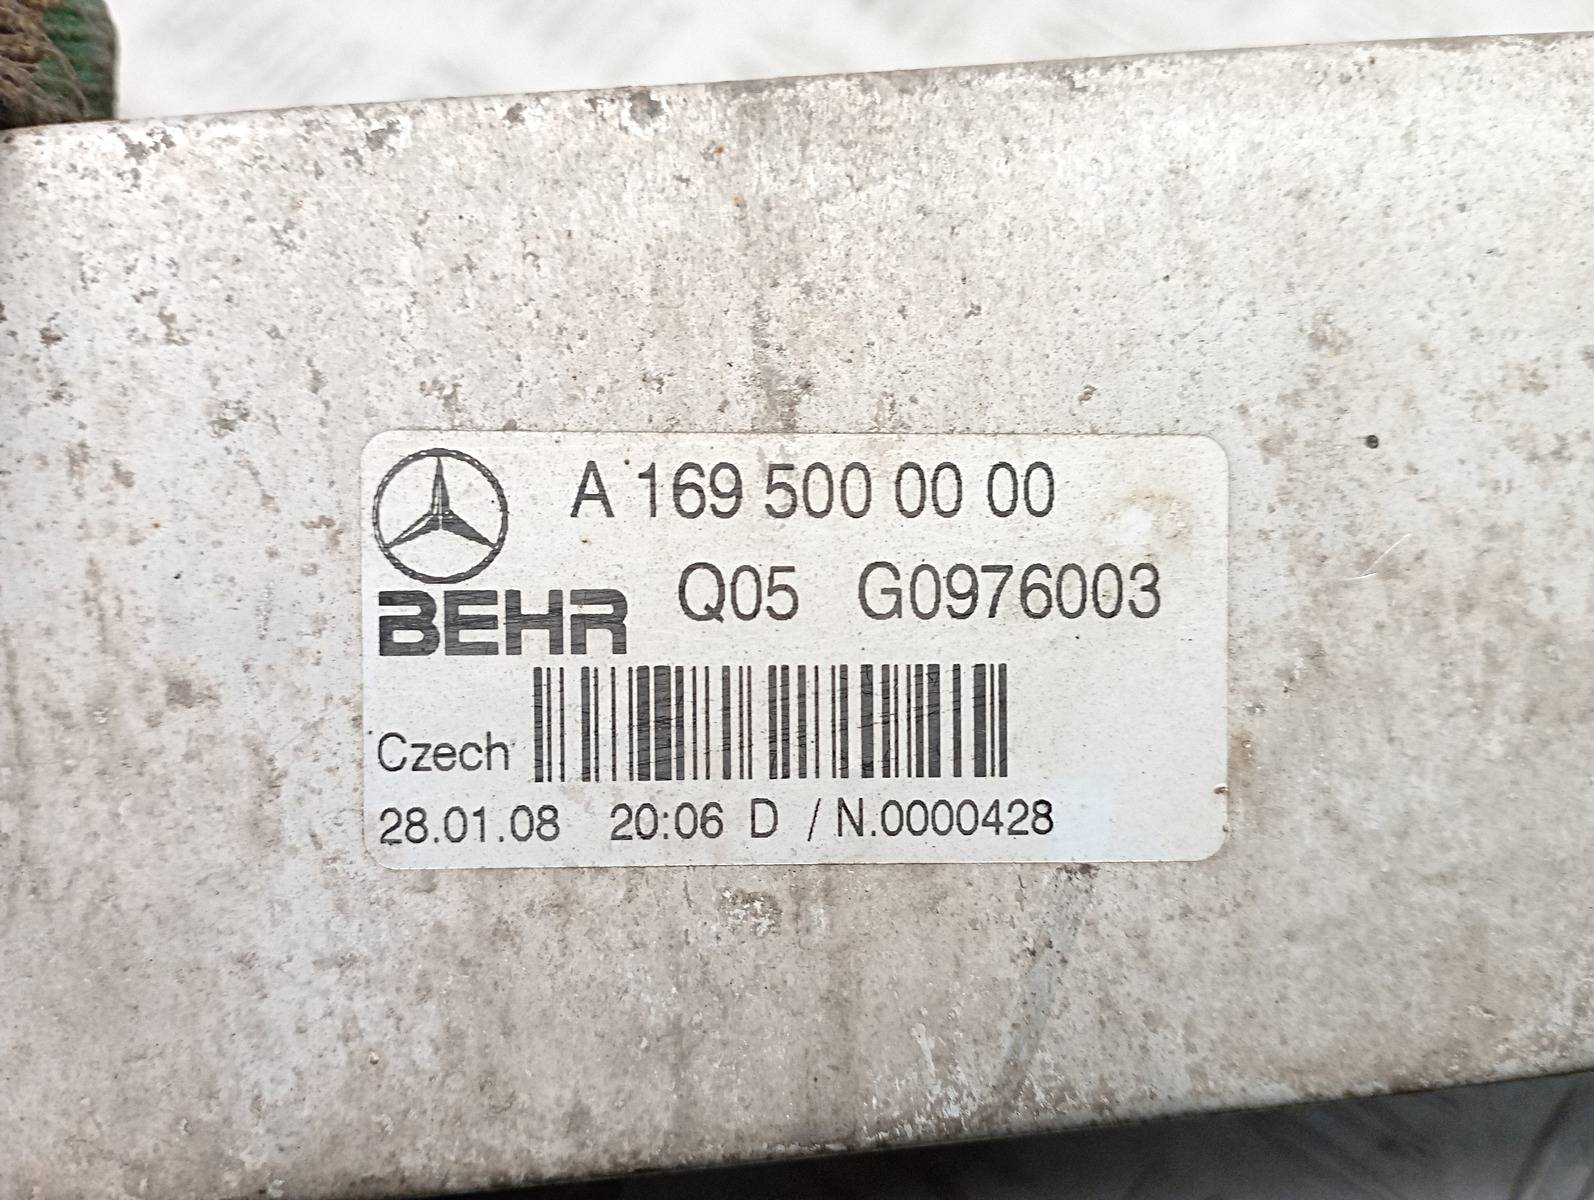 A 169 500 00 00
BEHR Q05 G0976003
Czech
28.01.08 20:06 D / N.0000428